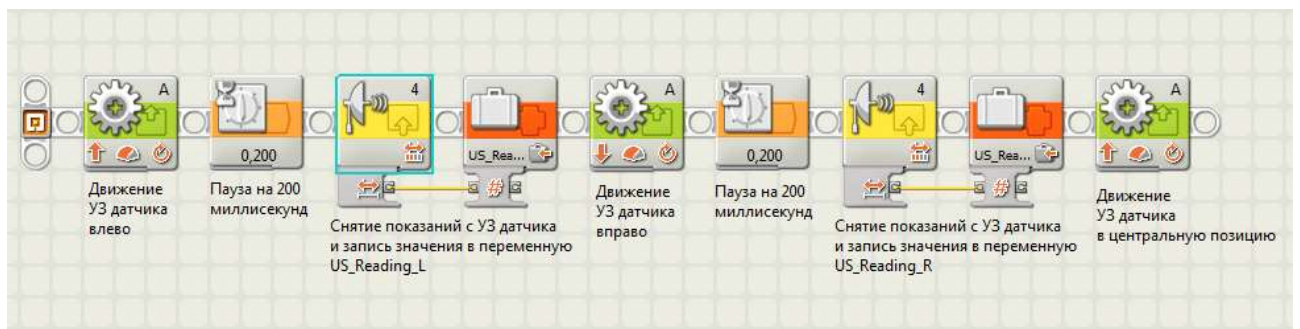 A
0,200
4
US_Rea...
#
A
0,200
4
US_Rea...
#
A
Движение
УЗ датчика
влево
Пауза на 200
миллисекунд
Снятие показаний с УЗ датчика
и запись значения в переменную
US_Reading_L
Движение
УЗ датчика
вправо
Пауза на 200
миллисекунд
Снятие показаний с УЗ датчика
и запись значения в переменную
US_Reading_R
Движение
УЗ датчика
в центральную позицию